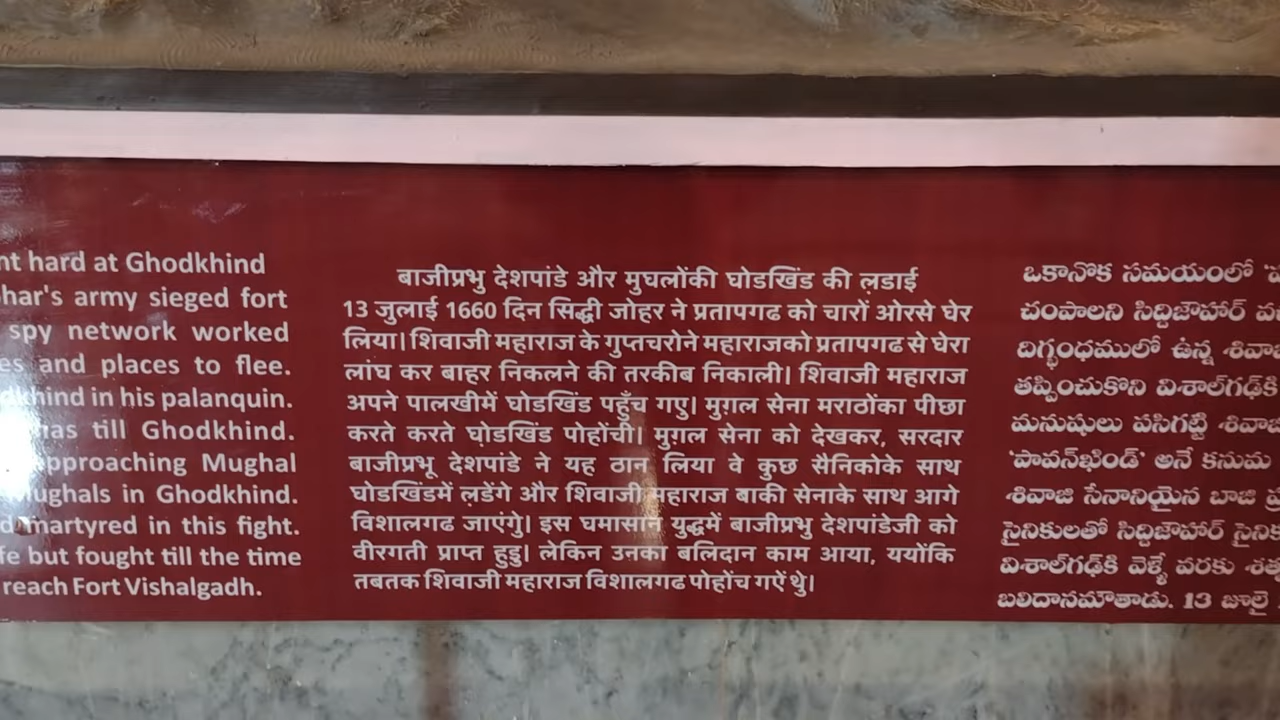 nt hard at Ghodkhind
har's army sieged fort
spy network worked
es and places to flee.
dkhind in his palanquin.
has till Ghodkhind.
pproaching Mughal
Mughals in Ghodkhind.
d martyred in this fight.
fe but fought till the time
reach Fort Vishalgadh.
बाजीप्रभु देशपांडे और मुघलोंकी घोडखिंड की ल़डाई
13 जुलाई 1660 दिन सिद्धी जोहर ने प्रतापगढ को चारों ओरसे घेर
लिया। शिवाजी महाराज के गुप्तचरोने महाराजको प्रतापगढ से घेरा
लांघ कर बाहर निकलने की तरकीब निकाली। शिवाजी महाराज
अपने पालखीमें घोडखिंड पहुँच गए। मुग़ल सेना मराठोंका पीछा
करते करते घो़डखिंड पोहोंची। मुग़ल सेना को देखकर, सरदार
बाजीप्रभू देशपांडे ने यह ठान लिया वे कुछ सैनिकोके साथ
घोडखिंडमें ल़डेंगे और शिवाजी महाराज बाकी सेनाके साथ आगे
विशालगढ जाएंगे। इस घमासान युद्धमें बाजीप्रभु देशपांडेजी को
वीरगती प्राप्त हुइ। लेकिन उनका बलिदान काम आया, ययोंकि
तबतक शिवाजी महाराज विशालगढ पोहोंच गऐं थे।
ఒకానొక సమయంలో
చంపాలని సిద్దిజౌహార్
దిగ్భంధములో ఉన్న
తప్పించుకొని విశాల్‌గఢ్‌కి
మనుషులు పసిగట్టి
'పావన్‌ఖిండ్' అనే కనుమ
శివాజి సేనానియైన బాజి
సైనికులతో సిద్దిజౌహార్
విశాల్‌గఢ్‌కి వెళ్ళే వరకు
బలిదానమౌతాడు. 13 జూలై